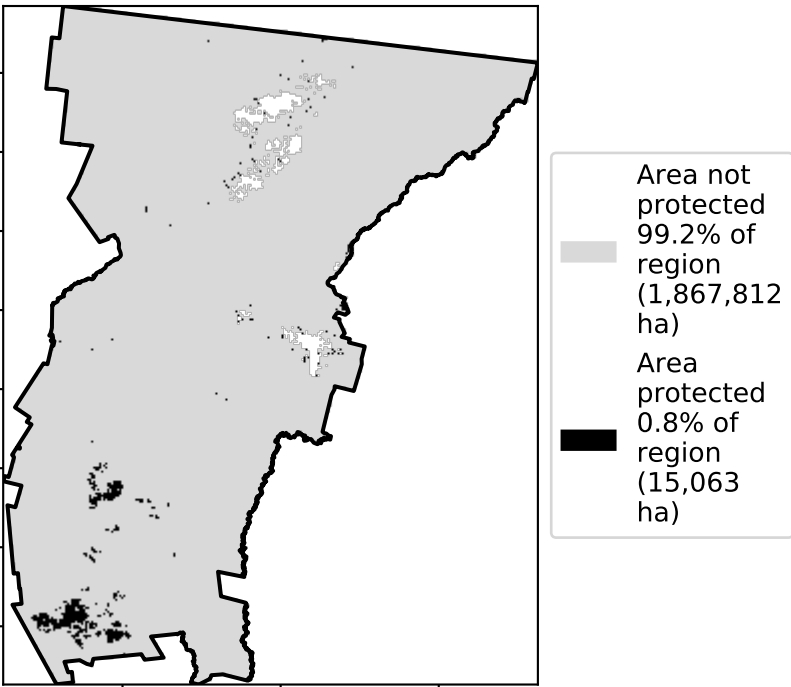 Area not
protected
99.2% of
region
(1,867,812
ha)
Area
protected
0.8% of
region
(15,063
ha)